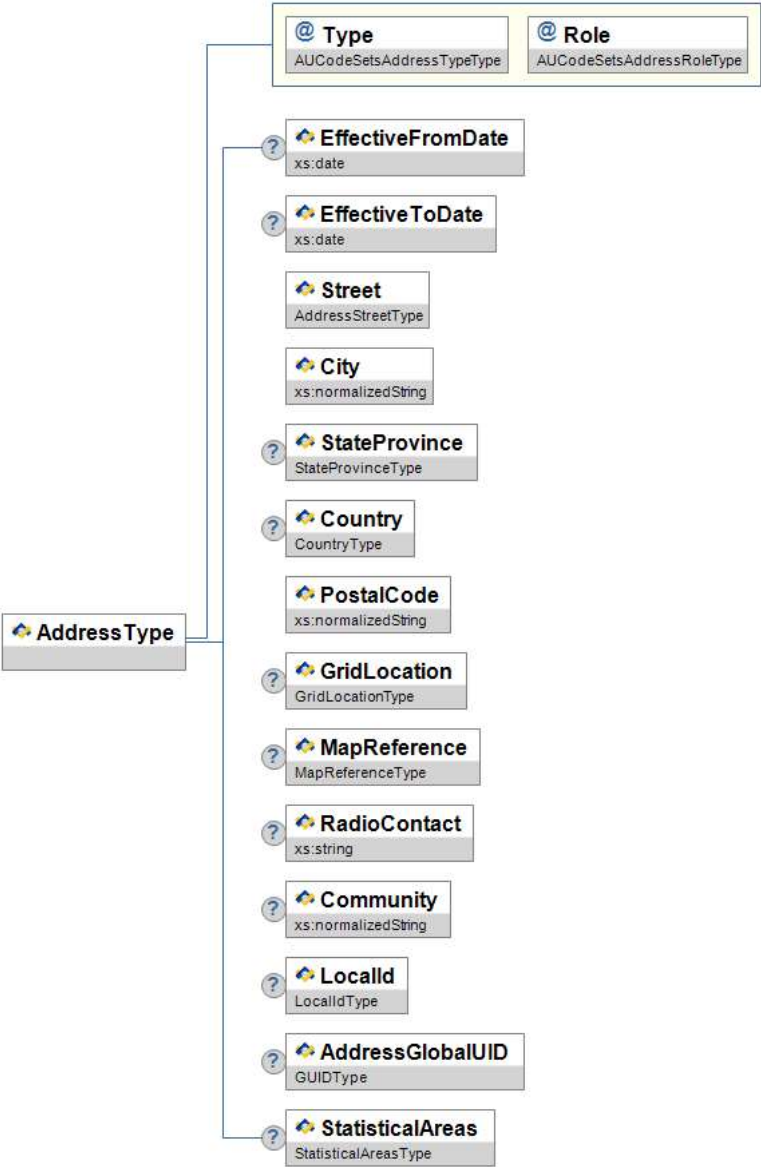 @ Type
AUCodeSetsAddressTypeType
@ Role
AUCodeSetsAddressRoleType
? EffectiveFromDate
xs:date
? EffectiveToDate
xs:date
Street
AddressStreetType
City
xs:normalizedString
? StateProvince
StateProvinceType
? Country
CountryType
PostalCode
xs:normalizedString
AddressType
? GridLocation
GridLocationType
? MapReference
MapReferenceType
? RadioContact
xs:string
? Community
xs:normalizedString
? LocalId
LocalIdType
? AddressGlobalUID
GUIDType
? StatisticalAreas
StatisticalAreasType